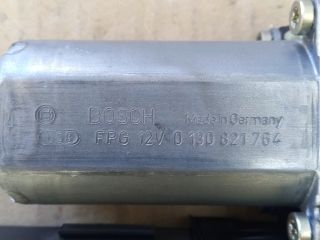 BOSCH Made in Germany
FPG 12V 0 130 821 764